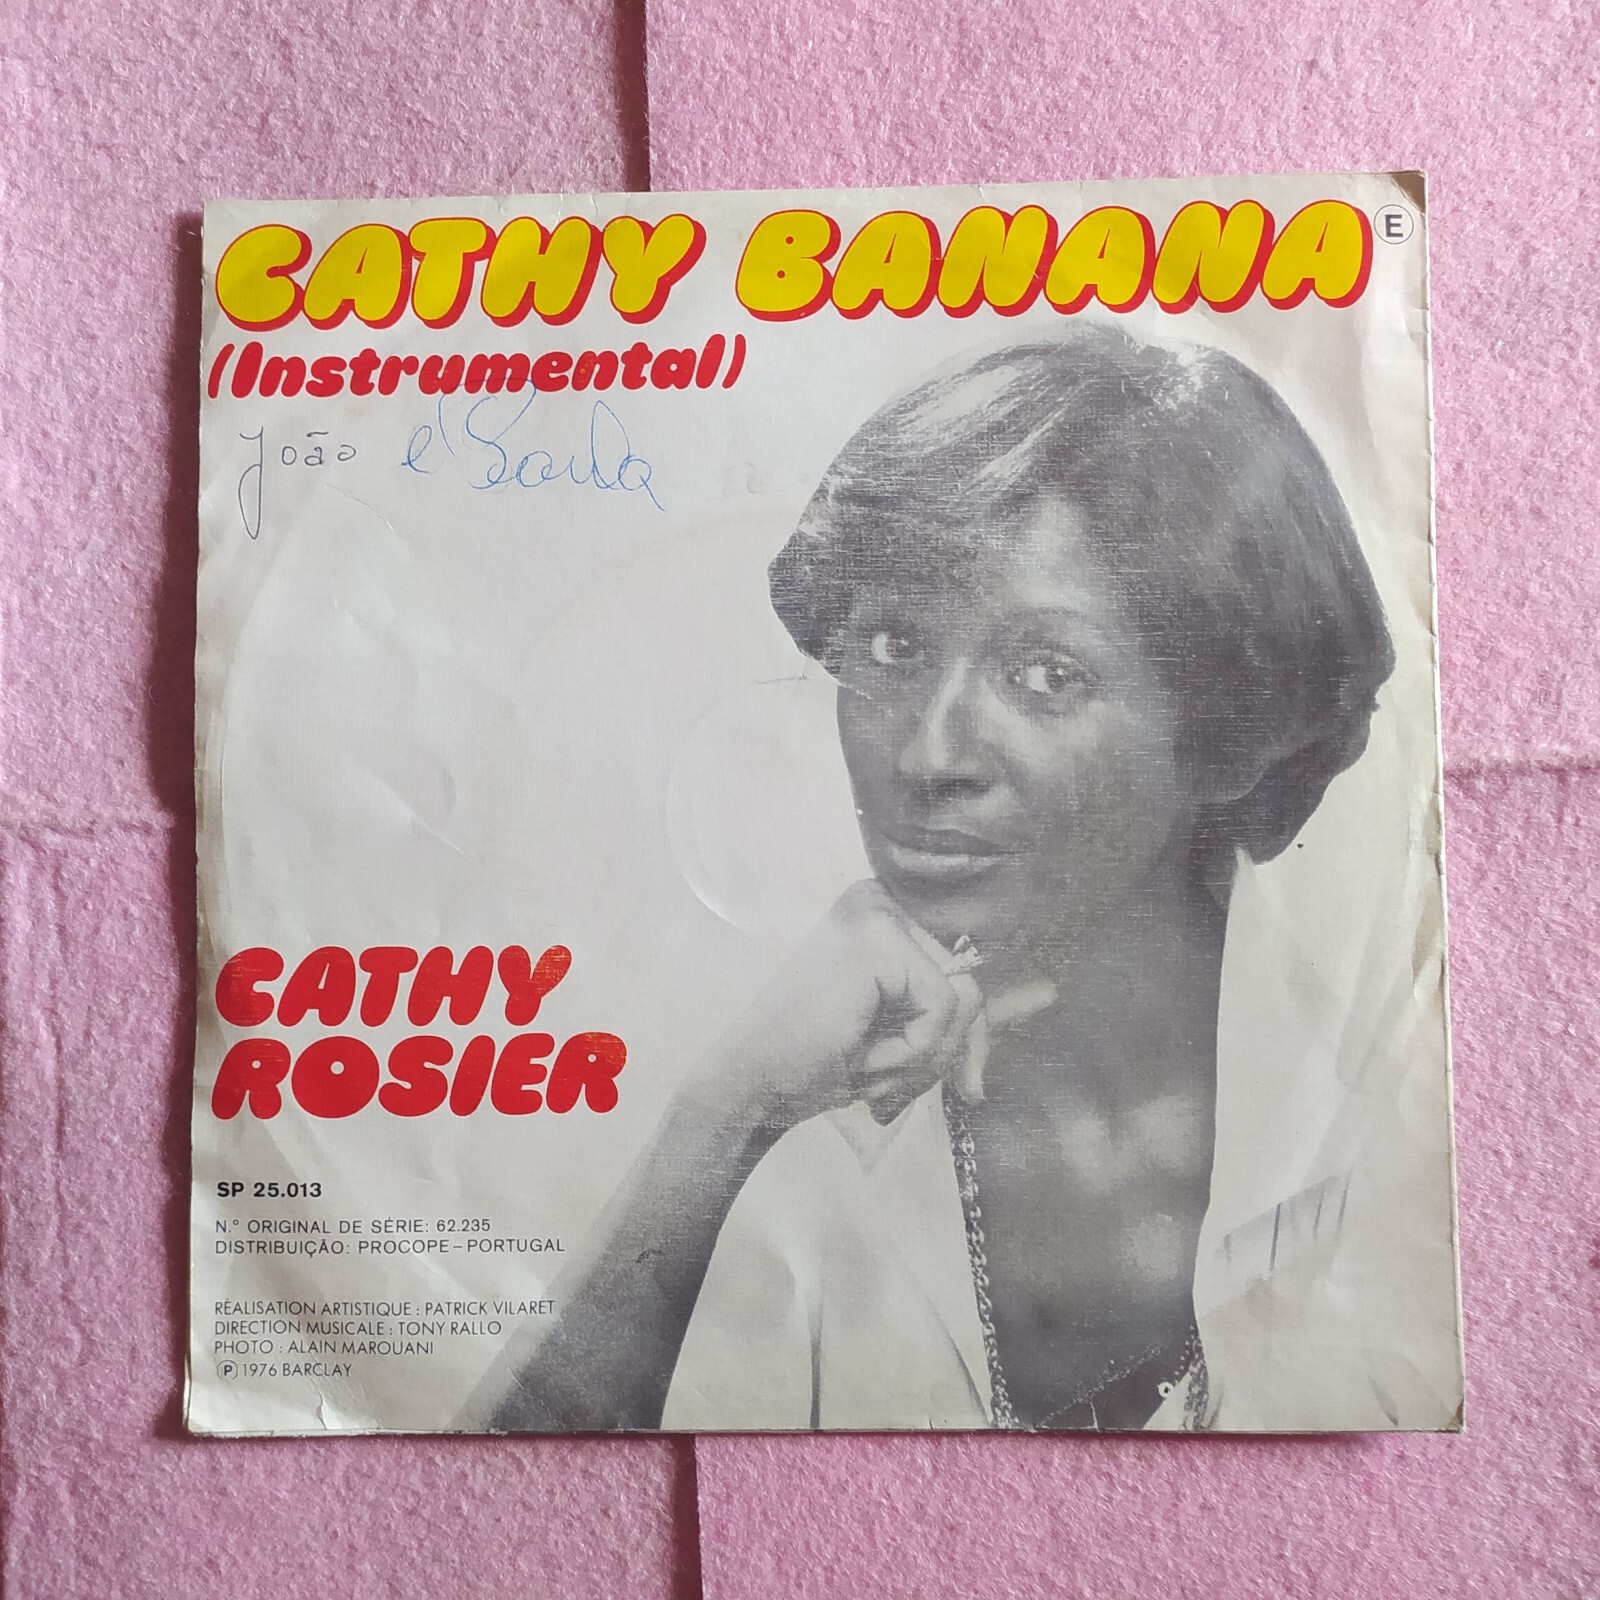 CATHY BANANA E
(Instrumental)
João e Carla
CATHY
ROSIER
SP 25.013
N.º ORIGINAL DE SÉRIE: 62.235
DISTRIBUIÇÃO: PROCOPE–PORTUGAL
RÉALISATION ARTISTIQUE : PATRICK VILARET
DIRECTION MUSICALE : TONY RALLO
PHOTO : ALAIN MAROUANI
Ⓟ 1976 BARCLAY